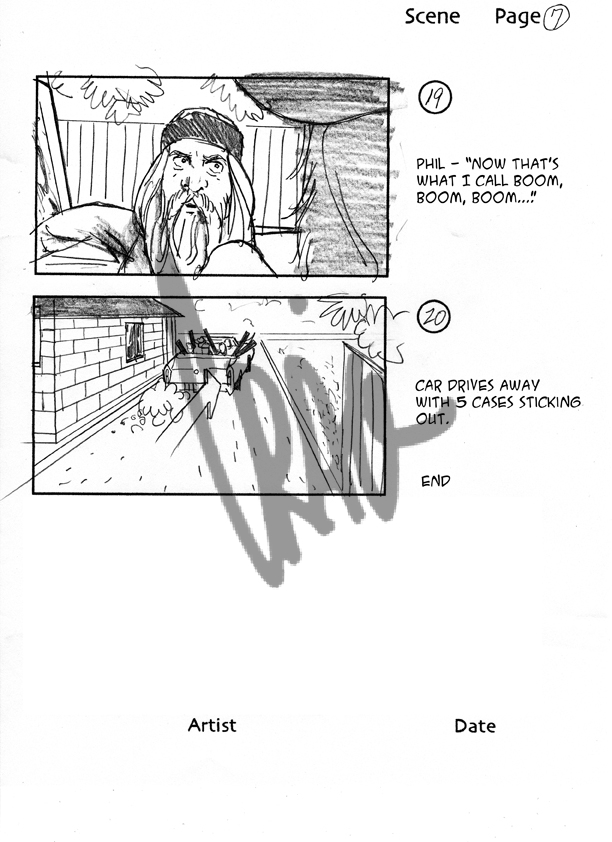 Scene Page 7
19
PHIL – "NOW THAT'S
WHAT I CALL BOOM,
BOOM, BOOM...."
20
CAR DRIVES AWAY
WITH 5 CASES STICKING
OUT.
END
Artist Date